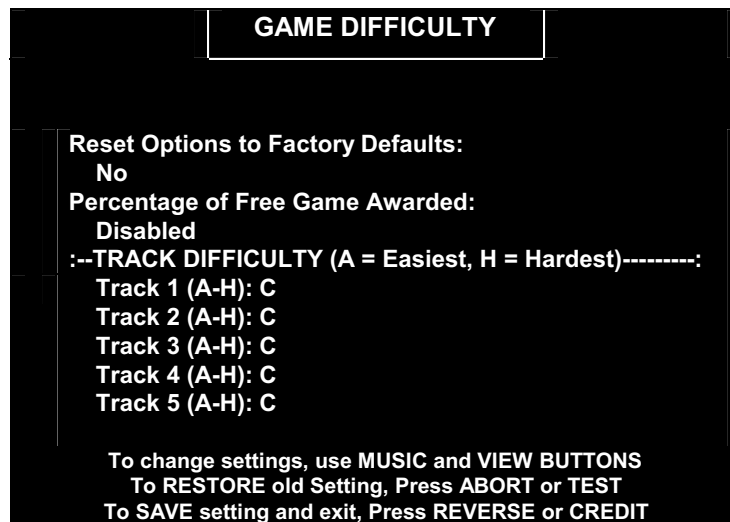 GAME DIFFICULTY
Reset Options to Factory Defaults:
No
Percentage of Free Game Awarded:
Disabled
:--TRACK DIFFICULTY (A = Easiest, H = Hardest)---------:
Track 1 (A-H): C
Track 2 (A-H): C
Track 3 (A-H): C
Track 4 (A-H): C
Track 5 (A-H): C
To change settings, use MUSIC and VIEW BUTTONS
To RESTORE old Setting, Press ABORT or TEST
To SAVE setting and exit, Press REVERSE or CREDIT